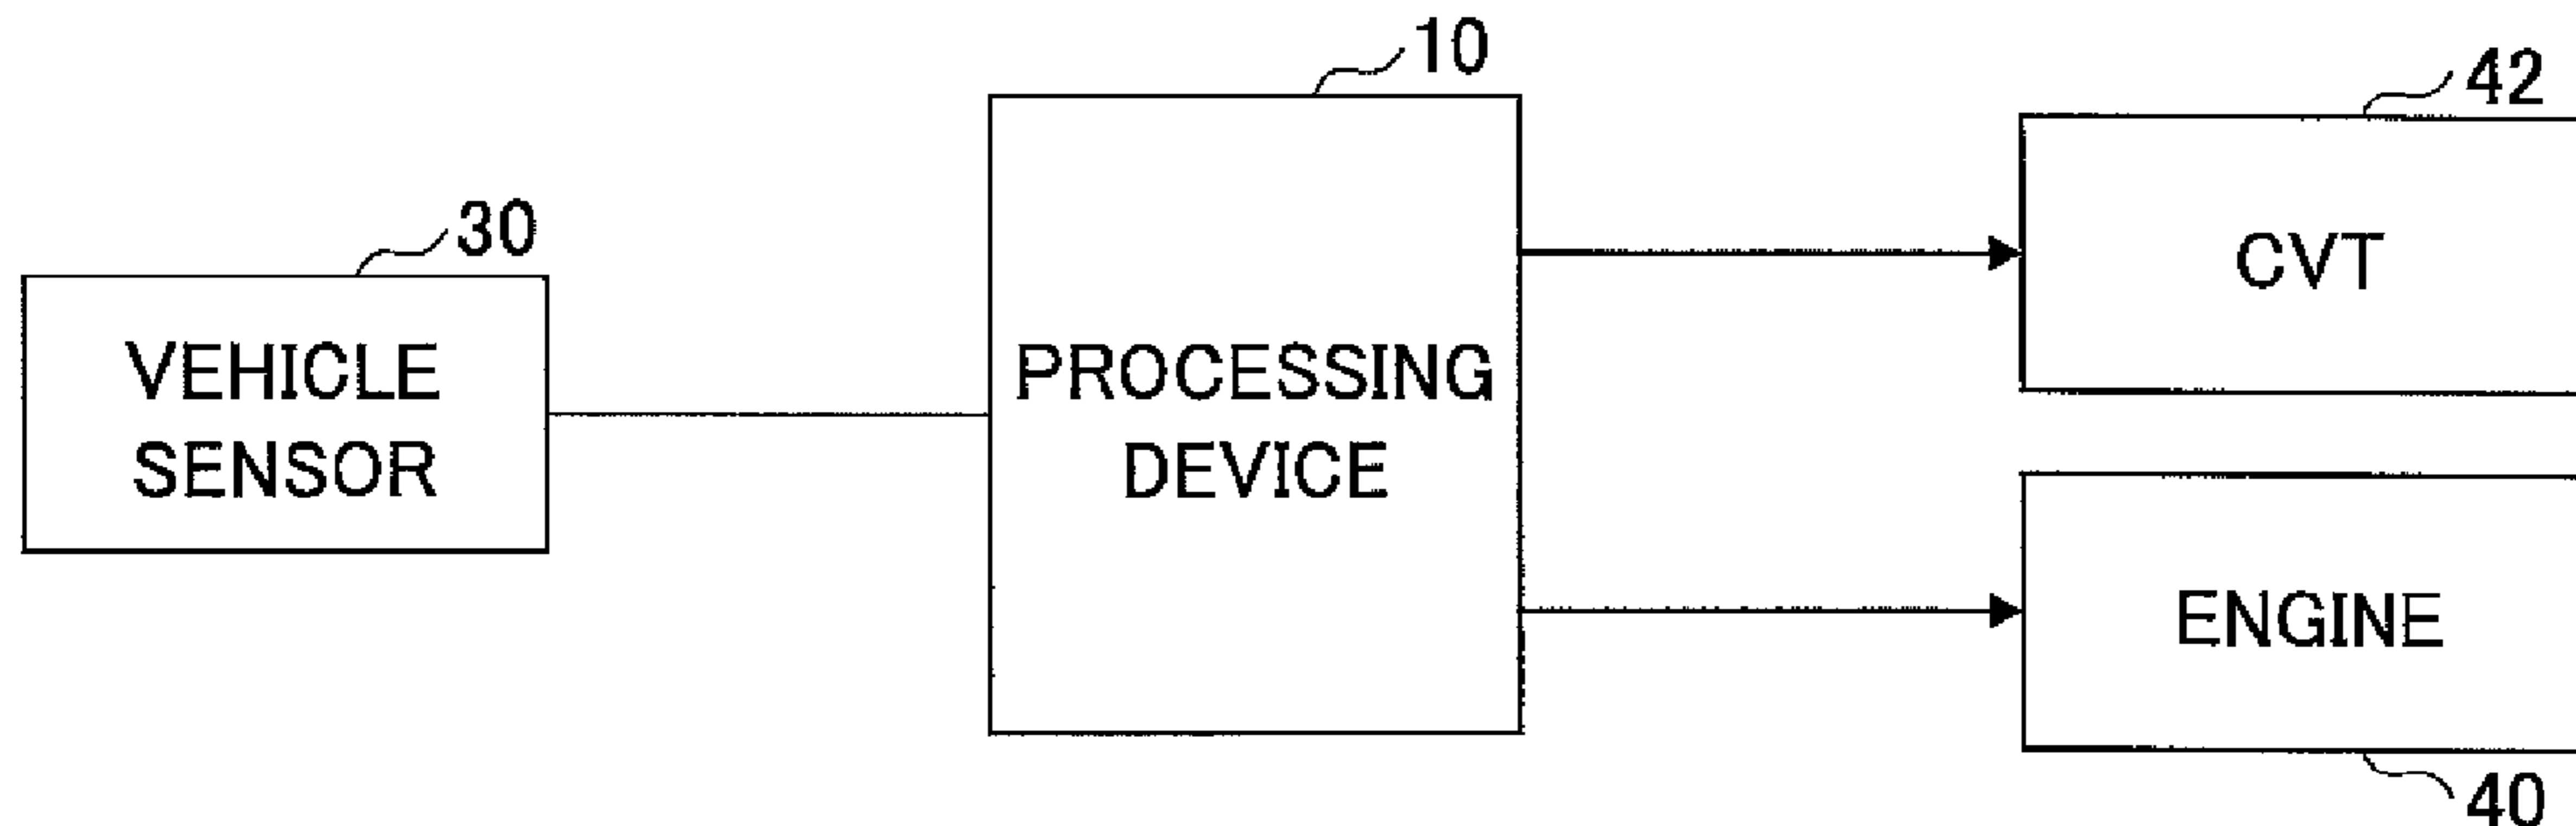 10
42
30
CVT
VEHICLE
SENSOR
PROCESSING
DEVICE
ENGINE
40